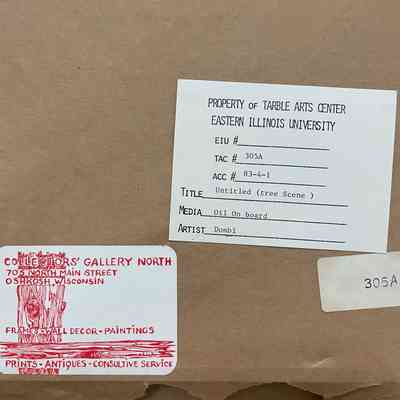 PROPERTY OF TARBLE ARTS CENTER
EASTERN ILLINOIS UNIVERSITY
EIU #
TAC # 305A
ACC # 83-4-1
TITLE Untitled (tree Scene )
MEDIA Oil On board
ARTIST Dombi
COLLECTORS' GALLERY NORTH
705 NORTH MAIN STREET
OSHKOSH, WISCONSIN
FRAMES - WALL DECOR - PAINTINGS
PRINTS - ANTIQUES - CONSULTIVE SERVICE
305A